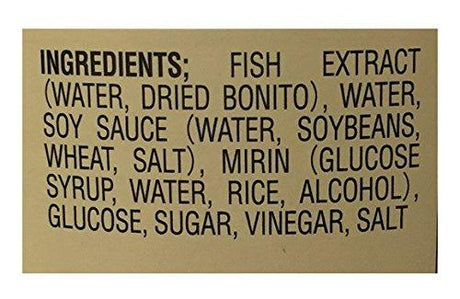 INGREDIENTS; FISH EXTRACT
(WATER, DRIED BONITO), WATER,
SOY SAUCE (WATER, SOYBEANS,
WHEAT, SALT), MIRIN (GLUCOSE
SYRUP, WATER, RICE, ALCOHOL),
GLUCOSE, SUGAR, VINEGAR, SALT